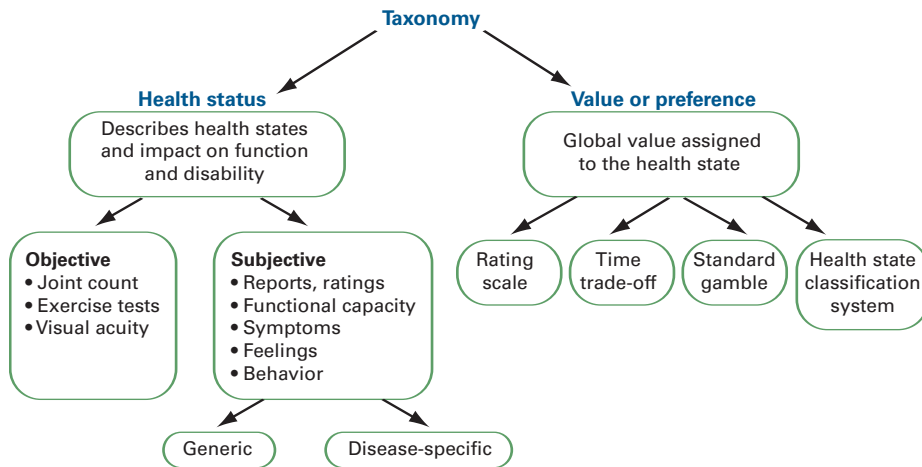 Taxonomy
Health status
Describes health states
and impact on function
and disability
Value or preference
Global value assigned
to the health state
Objective
• Joint count
• Exercise tests
• Visual acuity
Subjective
• Reports, ratings
• Functional capacity
• Symptoms
• Feelings
• Behavior
Rating
scale
Time
trade-off
Standard
gamble
Health state
classification
system
Generic
Disease-specific